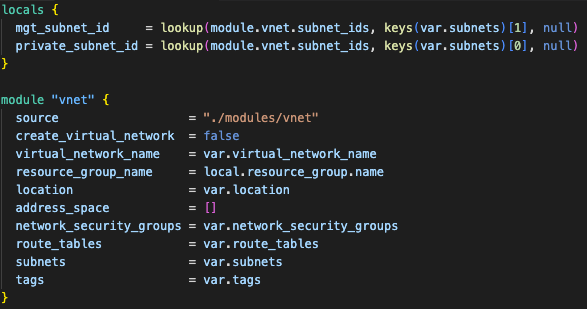 locals {
  mgt_subnet_id     = lookup(module.vnet.subnet_ids, keys(var.subnets)[1], null)
  private_subnet_id = lookup(module.vnet.subnet_ids, keys(var.subnets)[0], null)
}

module "vnet" {
  source                  = "./modules/vnet"
  create_virtual_network  = false
  virtual_network_name    = var.virtual_network_name
  resource_group_name     = local.resource_group.name
  location                = var.location
  address_space           = []
  network_security_groups = var.network_security_groups
  route_tables            = var.route_tables
  subnets                 = var.subnets
  tags                    = var.tags
}